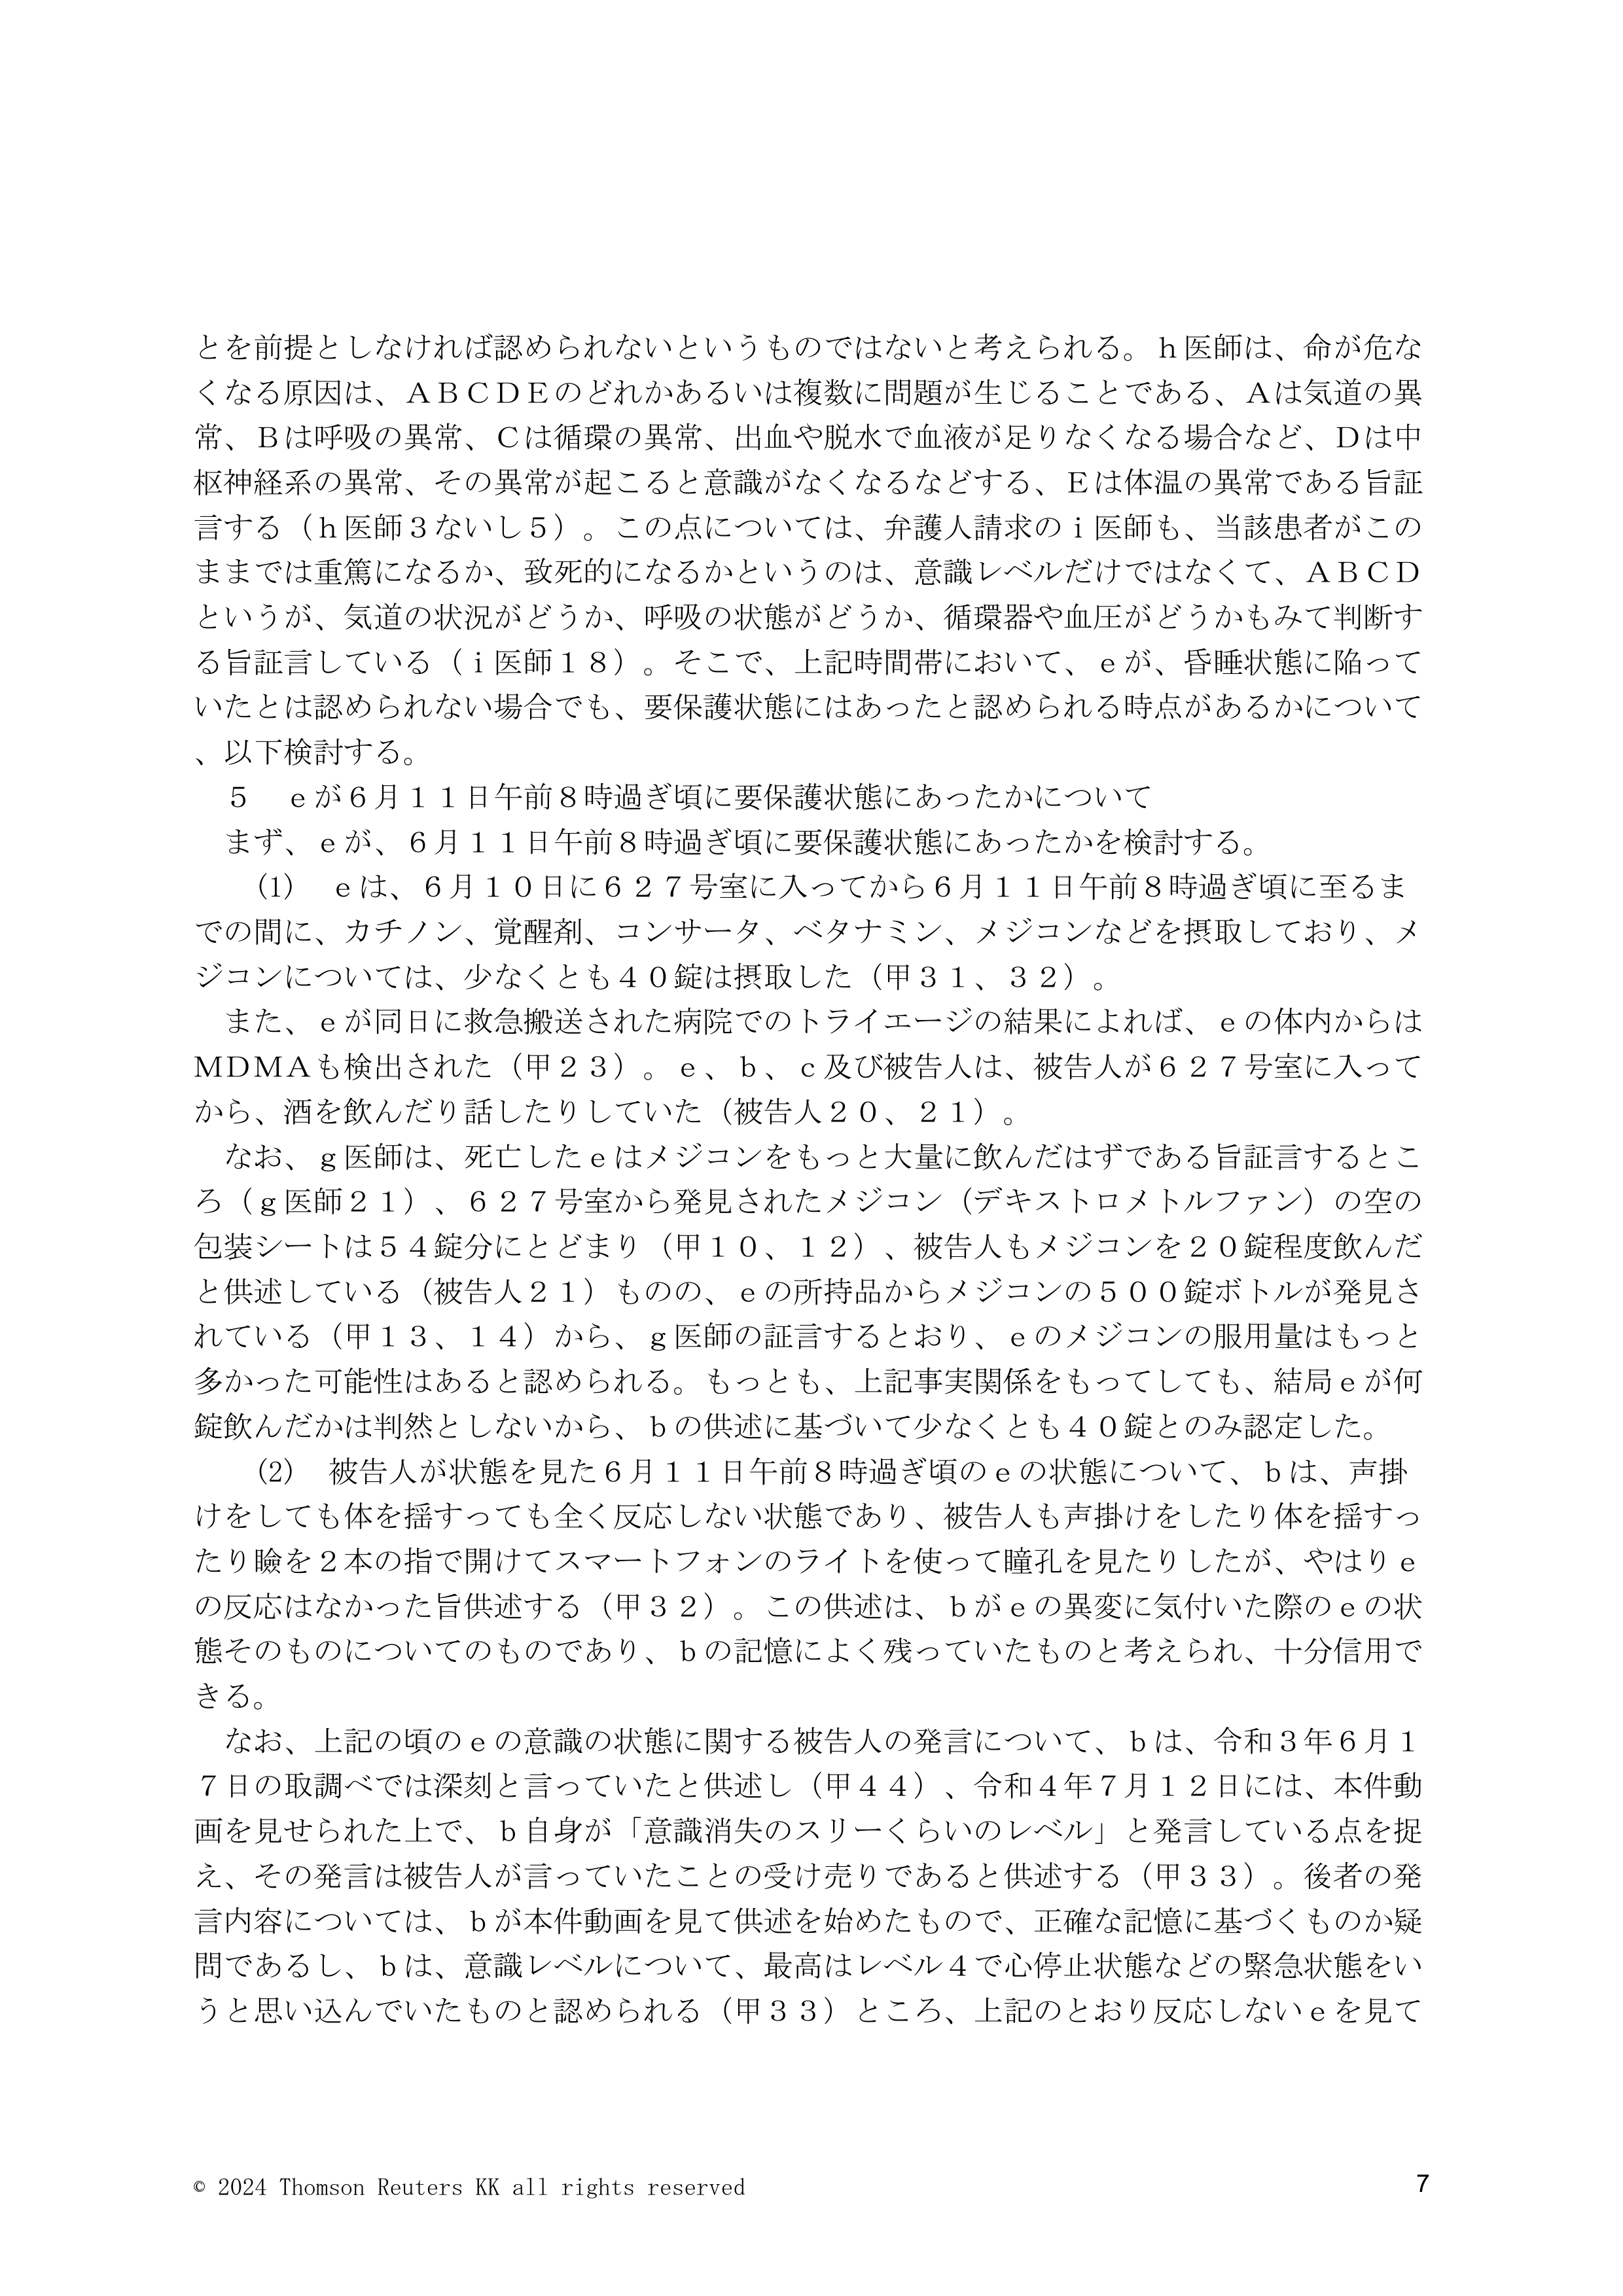 とを前提としなければ認められないというものではないと考えられる。ｈ医師は、命が危な
くなる原因は、ＡＢＣＤＥのどれかあるいは複数に問題が生じることである、Ａは気道の異
常、Ｂは呼吸の異常、Ｃは循環の異常、出血や脱水で血液が足りなくなる場合など、Ｄは中
枢神経系の異常、その異常が起こると意識がなくなるなどする、Ｅは体温の異常である旨証
言する（ｈ医師３ないし５）。この点については、弁護人請求のｉ医師も、当該患者がこの
ままでは重篤になるか、致死的になるかというのは、意識レベルだけではなくて、ＡＢＣＤ
というが、気道の状況がどうか、呼吸の状態がどうか、循環器や血圧がどうかもみて判断す
る旨証言している（ｉ医師１８）。そこで、上記時間帯において、ｅが、昏睡状態に陥って
いたとは認められない場合でも、要保護状態にはあったと認められる時点があるかについて
、以下検討する。
　５　ｅが６月１１日午前８時過ぎ頃に要保護状態にあったかについて
　まず、ｅが、６月１１日午前８時過ぎ頃に要保護状態にあったかを検討する。
　　⑴　ｅは、６月１０日に６２７号室に入ってから６月１１日午前８時過ぎ頃に至るま
での間に、カチノン、覚醒剤、コンサータ、ベタナミン、メジコンなどを摂取しており、メ
ジコンについては、少なくとも４０錠は摂取した（甲３１、３２）。
　また、ｅが同日に救急搬送された病院でのトライエージの結果によれば、ｅの体内からは
ＭＤＭＡも検出された（甲２３）。ｅ、ｂ、ｃ及び被告人は、被告人が６２７号室に入って
から、酒を飲んだり話したりしていた（被告人２０、２１）。
　なお、ｇ医師は、死亡したｅはメジコンをもっと大量に飲んだはずである旨証言するとこ
ろ（ｇ医師２１）、６２７号室から発見されたメジコン（デキストロメトルファン）の空の
包装シートは５４錠分にとどまり（甲１０、１２）、被告人もメジコンを２０錠程度飲んだ
と供述している（被告人２１）ものの、ｅの所持品からメジコンの５００錠ボトルが発見さ
れている（甲１３、１４）から、ｇ医師の証言するとおり、ｅのメジコンの服用量はもっと
多かった可能性はあると認められる。もっとも、上記事実関係をもってしても、結局ｅが何
錠飲んだかは判然としないから、ｂの供述に基づいて少なくとも４０錠とのみ認定した。
　　⑵　被告人が状態を見た６月１１日午前８時過ぎ頃のｅの状態について、ｂは、声掛
けをしても体を揺すっても全く反応しない状態であり、被告人も声掛けをしたり体を揺すっ
たり瞼を２本の指で開けてスマートフォンのライトを使って瞳孔を見たりしたが、やはりｅ
の反応はなかった旨供述する（甲３２）。この供述は、ｂがｅの異変に気付いた際のｅの状
態そのものについてのものであり、ｂの記憶によく残っていたものと考えられ、十分信用で
きる。
　なお、上記の頃のｅの意識の状態に関する被告人の発言について、ｂは、令和３年６月１
７日の取調べでは深刻と言っていたと供述し（甲４４）、令和４年７月１２日には、本件動
画を見せられた上で、ｂ自身が「意識消失のスリーくらいのレベル」と発言している点を捉
え、その発言は被告人が言っていたことの受け売りであると供述する（甲３３）。後者の発
言内容については、ｂが本件動画を見て供述を始めたもので、正確な記憶に基づくものか疑
問であるし、ｂは、意識レベルについて、最高はレベル４で心停止状態などの緊急状態をい
うと思い込んでいたものと認められる（甲３３）ところ、上記のとおり反応しないｅを見て
© 2024 Thomson Reuters KK all rights reserved
7